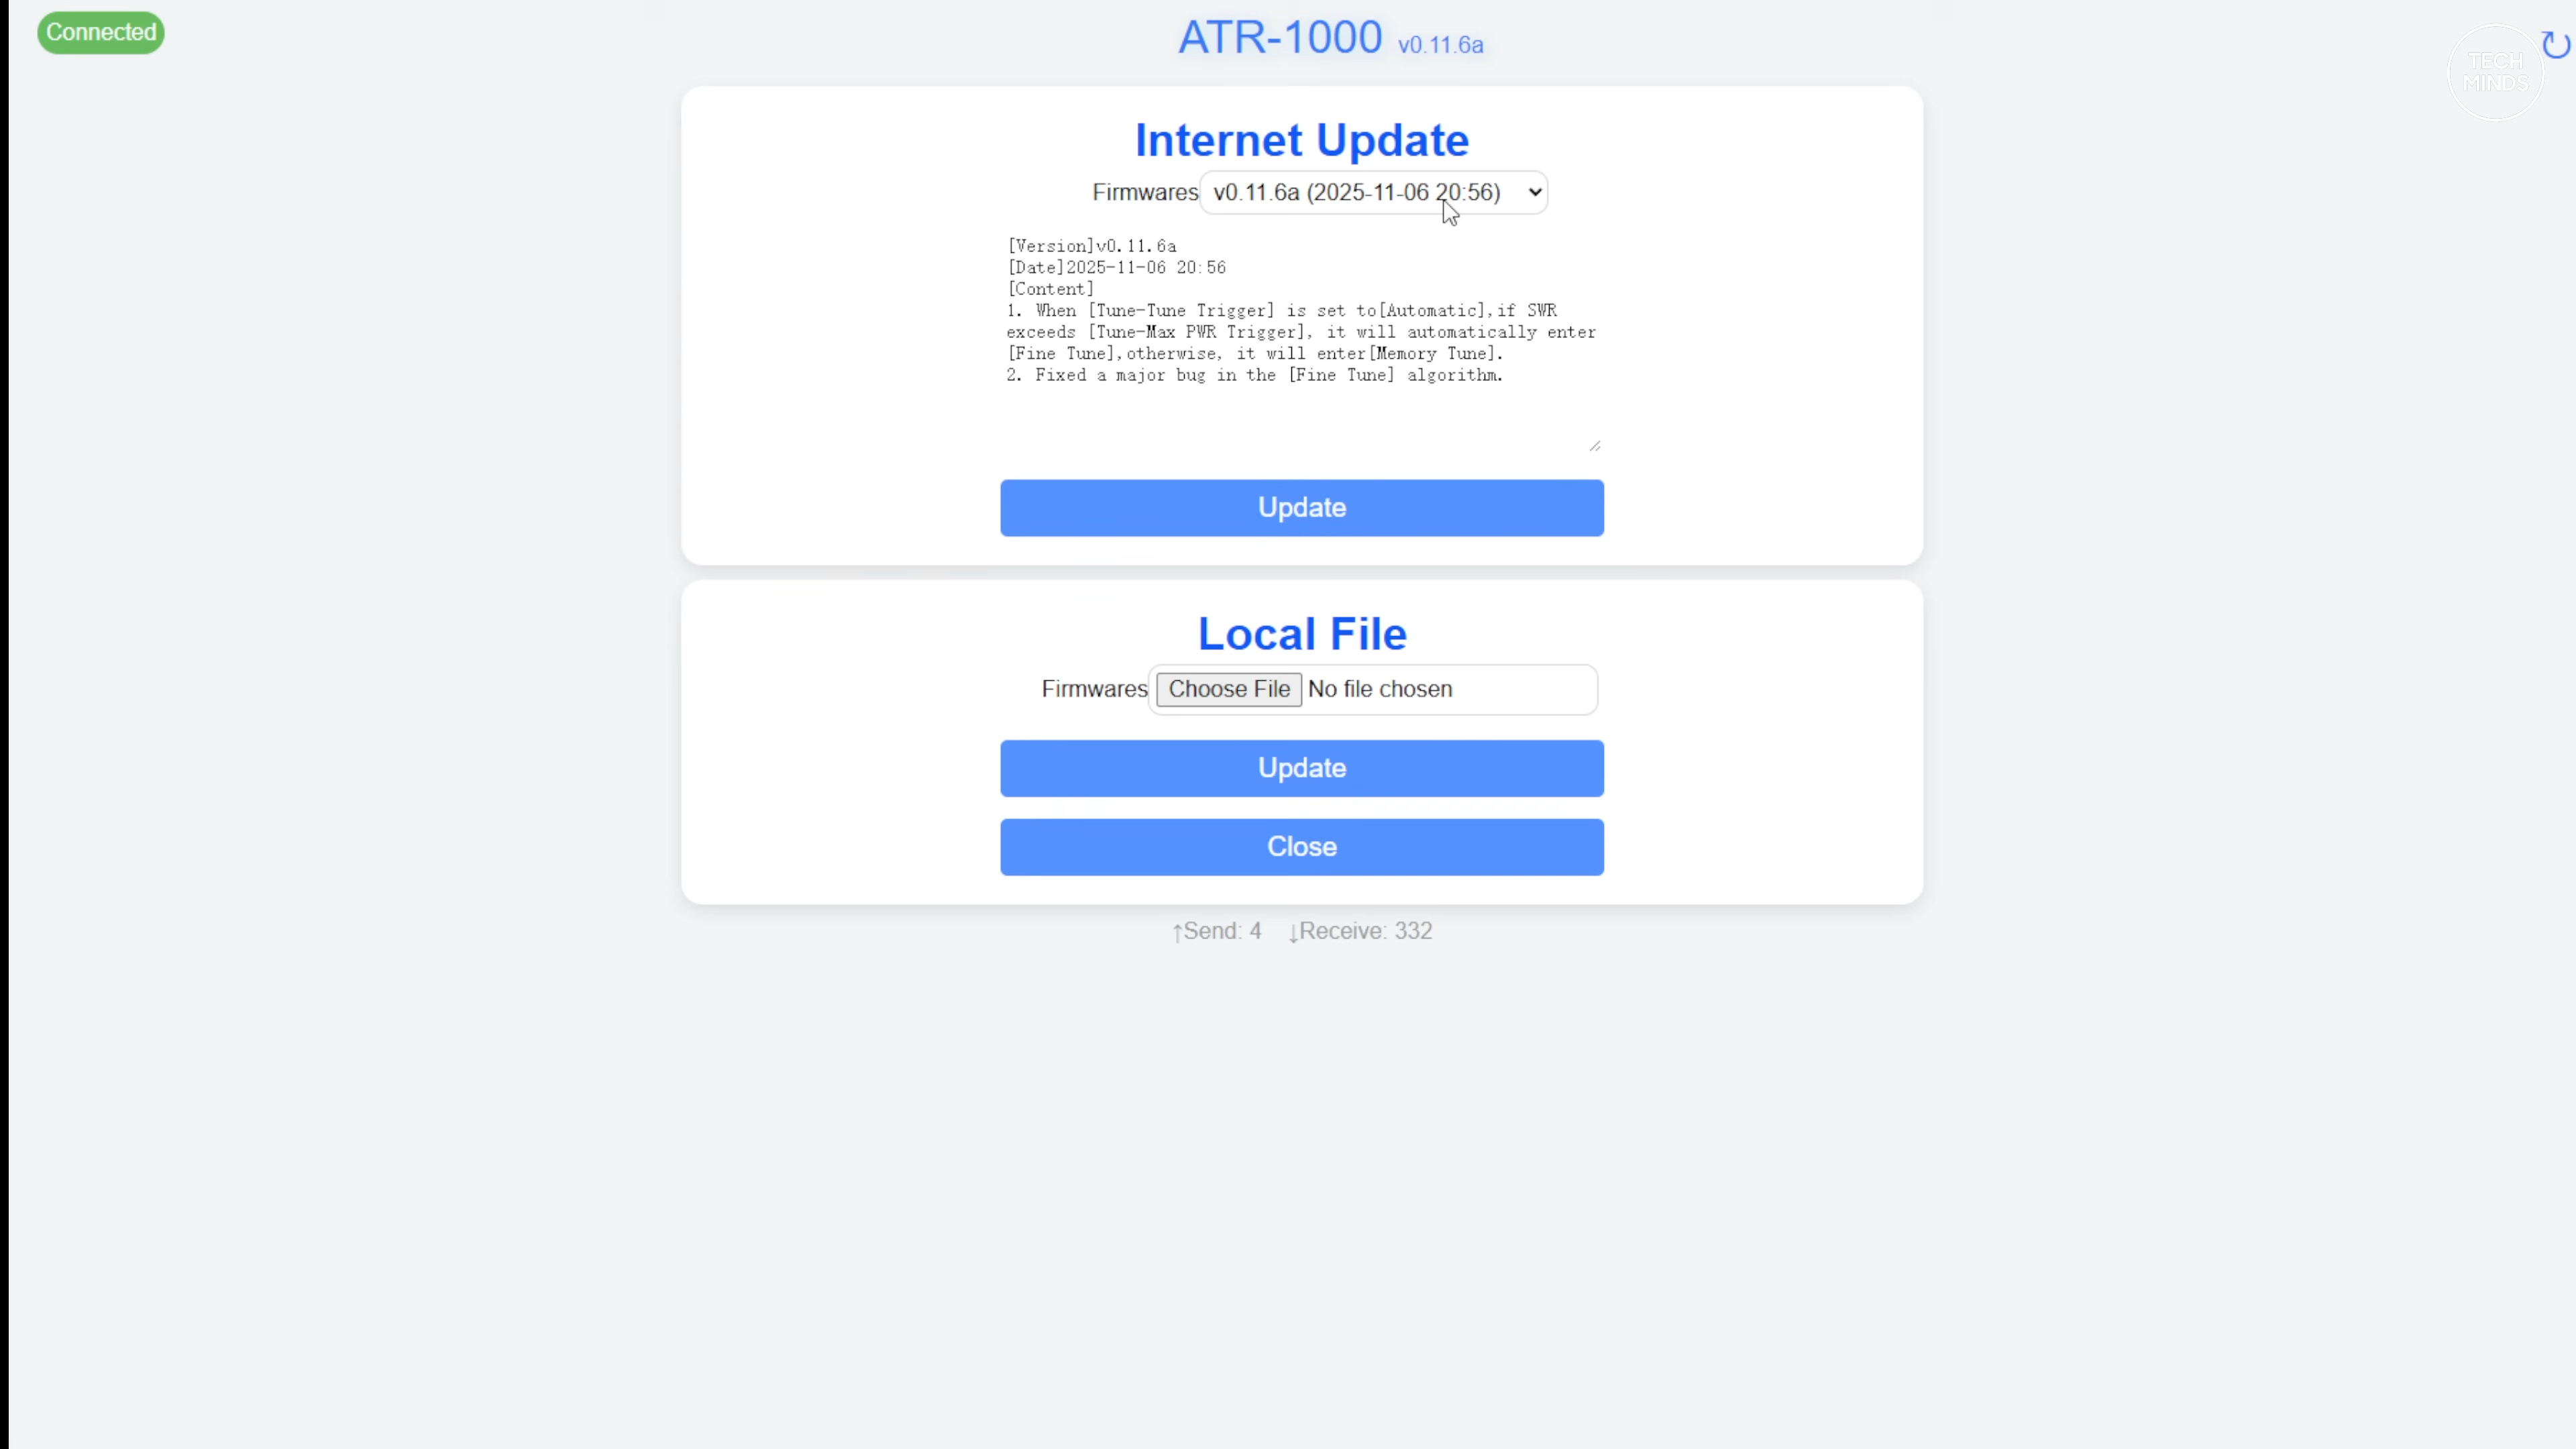 Connected
ATR-1000 v0.11.6a
TECH
MINDS
Internet Update
Firmwares v0.11.6a (2025-11-06 20:56)
[Version]v0.11.6a
[Date]2025-11-06 20:56
[Content]
1. When [Tune-Tune Trigger] is set to[Automatic],if SWR
exceeds [Tune-Max PWR Trigger], it will automatically enter
[Fine Tune],otherwise, it will enter[Memory Tune].
2. Fixed a major bug in the [Fine Tune] algorithm.
Update
Local File
Firmwares Choose File No file chosen
Update
Close
↑Send: 4 ↓Receive: 332